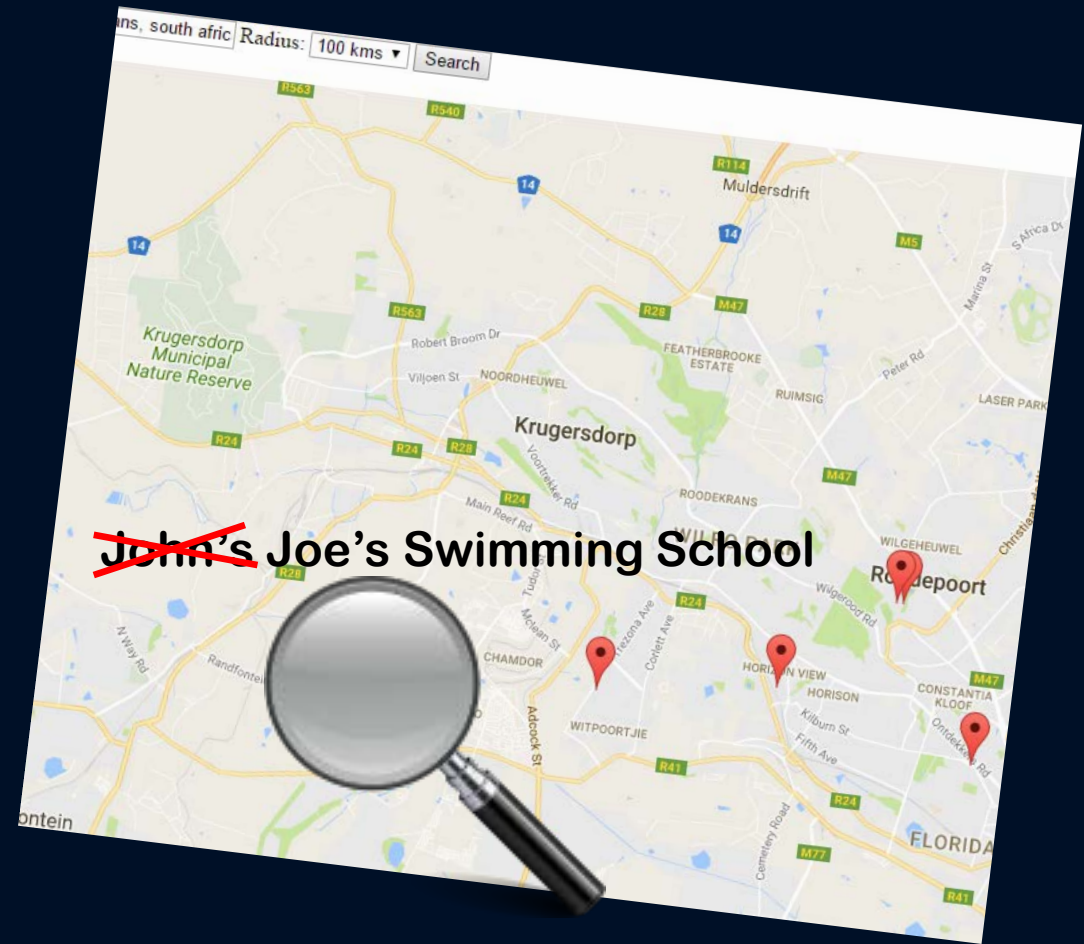 ans, south afric Radius: 100 kms Search
R563
R540
R114
Muldersdrift
14
14
14
M5
S Africa Dr
Marina St
R563
R28
M47
Krugersdorp
Municipal
Nature Reserve
Robert Broom Dr
FEATHERBROOKE
ESTATE
Peter Rd
Viljoen St
NOORDHEUWEL
RUIMSIG
LASER PARK
R24
R24
R28
Krugersdorp
M47
Voortrekker Rd
R24
ROODEKRANS
Main Reef Rd
John's Joe's Swimming School
WILGEHEUWEL
R28
Wilgerood Rd
R24
N Way Rd
Mclean St
Trezona Ave
Corlett Ave
CHAMDOR
HORIZON VIEW
M47
HORISON
CONSTANTIA
KLOOF
Adcock St
WITPOORTJIE
Kilburn St
Fifth Ave
R41
R24
ontein
Cemetery Road
M77
FLORIDA
R41